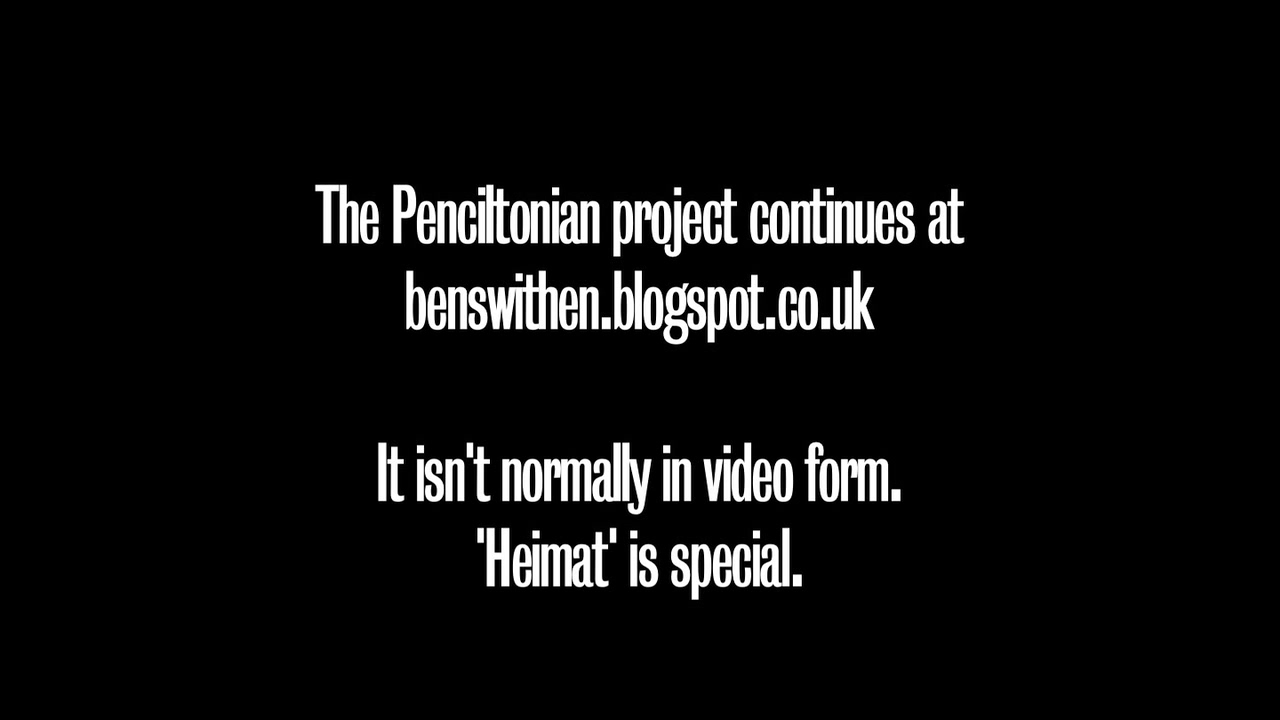 The Penciltonian project continues at
benswithen.blogspot.co.uk
It isn't normally in video form.
'Heimat' is special.